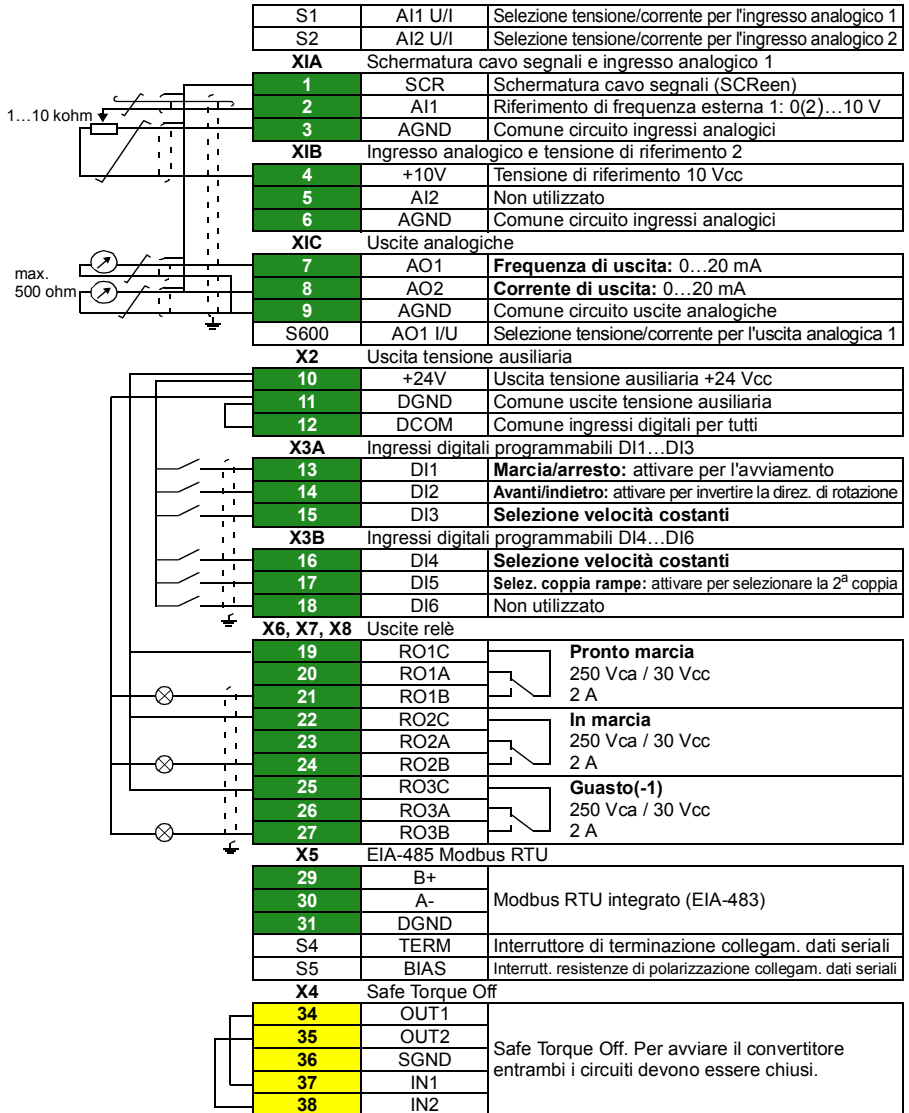 S1 AI1 U/I Selezione tensione/corrente per l'ingresso analogico 1
S2 AI2 U/I Selezione tensione/corrente per l'ingresso analogico 2
XIA Schermatura cavo segnali e ingresso analogico 1
1 SCR Schermatura cavo segnali (SCReen)
1…10 kohm
2 AI1 Riferimento di frequenza esterna 1: 0(2)…10 V
3 AGND Comune circuito ingressi analogici
XIB Ingresso analogico e tensione di riferimento 2
4 +10V Tensione di riferimento 10 Vcc
5 AI2 Non utilizzato
6 AGND Comune circuito ingressi analogici
XIC Uscite analogiche
max.
500 ohm
7 AO1 Frequenza di uscita: 0…20 mA
8 AO2 Corrente di uscita: 0…20 mA
9 AGND Comune circuito uscite analogiche
S600 AO1 I/U Selezione tensione/corrente per l'uscita analogica 1
X2 Uscita tensione ausiliaria
10 +24V Uscita tensione ausiliaria +24 Vcc
11 DGND Comune uscite tensione ausiliaria
12 DCOM Comune ingressi digitali per tutti
X3A Ingressi digitali programmabili DI1…DI3
13 DI1 Marcia/arresto: attivare per l'avviamento
14 DI2 Avanti/indietro: attivare per invertire la direz. di rotazione
15 DI3 Selezione velocità costanti
X3B Ingressi digitali programmabili DI4…DI6
16 DI4 Selezione velocità costanti
17 DI5 Selez. coppia rampe: attivare per selezionare la 2ª coppia
18 DI6 Non utilizzato
X6, X7, X8 Uscite relè
19 RO1C Pronto marcia
20 RO1A 250 Vca / 30 Vcc
21 RO1B 2 A
22 RO2C In marcia
23 RO2A 250 Vca / 30 Vcc
24 RO2B 2 A
25 RO3C Guasto(-1)
26 RO3A 250 Vca / 30 Vcc
27 RO3B 2 A
X5 EIA-485 Modbus RTU
29 B+
30 A- Modbus RTU integrato (EIA-483)
31 DGND
S4 TERM Interruttore di terminazione collegam. dati seriali
S5 BIAS Interrutt. resistenze di polarizzazione collegam. dati seriali
X4 Safe Torque Off
34 OUT1
35 OUT2
36 SGND
37 IN1
38 IN2
Safe Torque Off. Per avviare il convertitore
entrambi i circuiti devono essere chiusi.